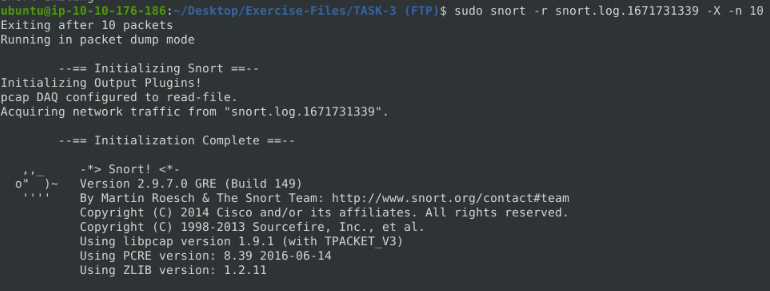 ubuntu@ip-10-10-176-186:~/Desktop/Exercise-Files/TASK-3 (FTP)$ sudo snort -r snort.log.1671731339 -X -n 10
Exiting after 10 packets
Running in packet dump mode
--== Initializing Snort ==--
Initializing Output Plugins!
pcap DAQ configured to read-file.
Acquiring network traffic from "snort.log.1671731339".
--== Initialization Complete ==--
,,_     -*> Snort! <*-
o"  )~   Version 2.9.7.0 GRE (Build 149)
''''    By Martin Roesch & The Snort Team: http://www.snort.org/contact#team
Copyright (C) 2014 Cisco and/or its affiliates. All rights reserved.
Copyright (C) 1998-2013 Sourcefire, Inc., et al.
Using libpcap version 1.9.1 (with TPACKET_V3)
Using PCRE version: 8.39 2016-06-14
Using ZLIB version: 1.2.11